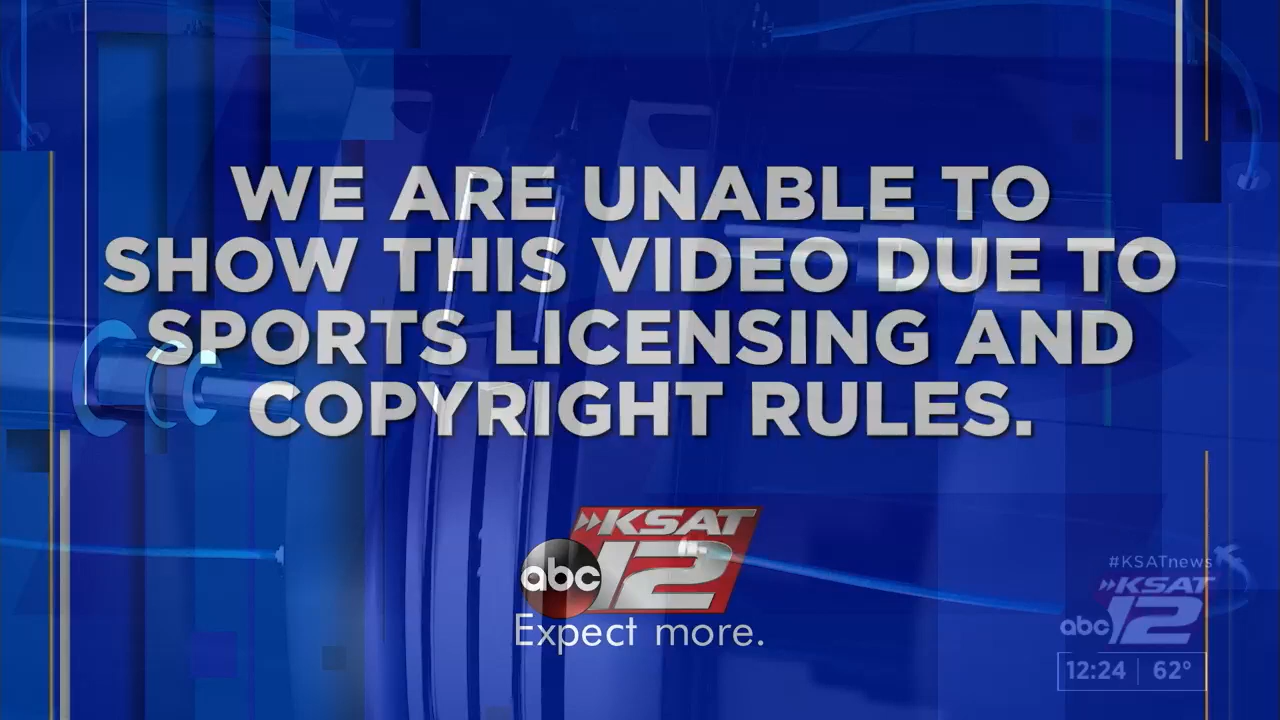 WE ARE UNABLE TO
SHOW THIS VIDEO DUE TO
SPORTS LICENSING AND
COPYRIGHT RULES.
KSAT
abc 12
Expect more.
#KSATnews
KSAT
abc 12
12:24 62°